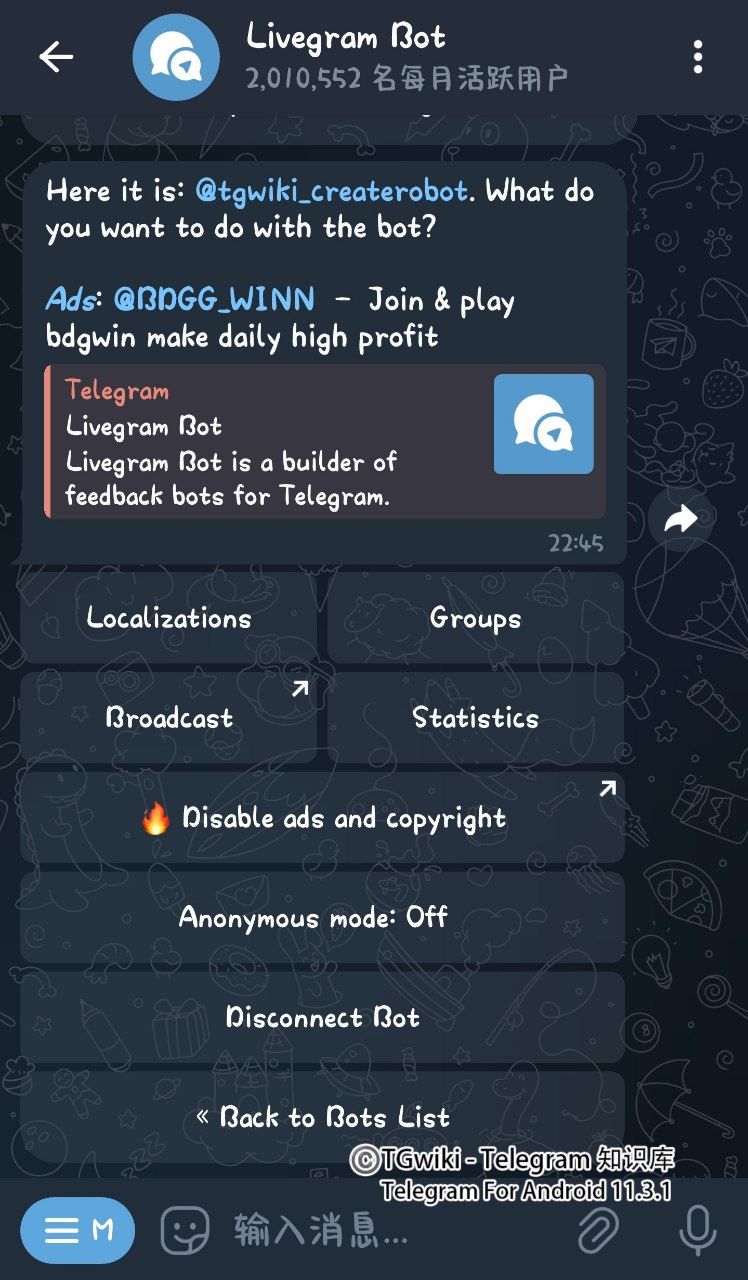 Livegram Bot
2,010,552 名每月活跃用户
Here it is: @tgwiki_createrobot. What do
you want to do with the bot?
Ads: @BDGG_WINN - Join & play
bdgwin make daily high profit
Telegram
Livegram Bot
Livegram Bot is a builder of
feedback bots for Telegram.
22:45
Localizations
Groups
Broadcast
Statistics
🔥 Disable ads and copyright
Anonymous mode: Off
Disconnect Bot
« Back to Bots List
©TGwiki - Telegram 知识库
Telegram For Android 11.3.1
M
输入消息...